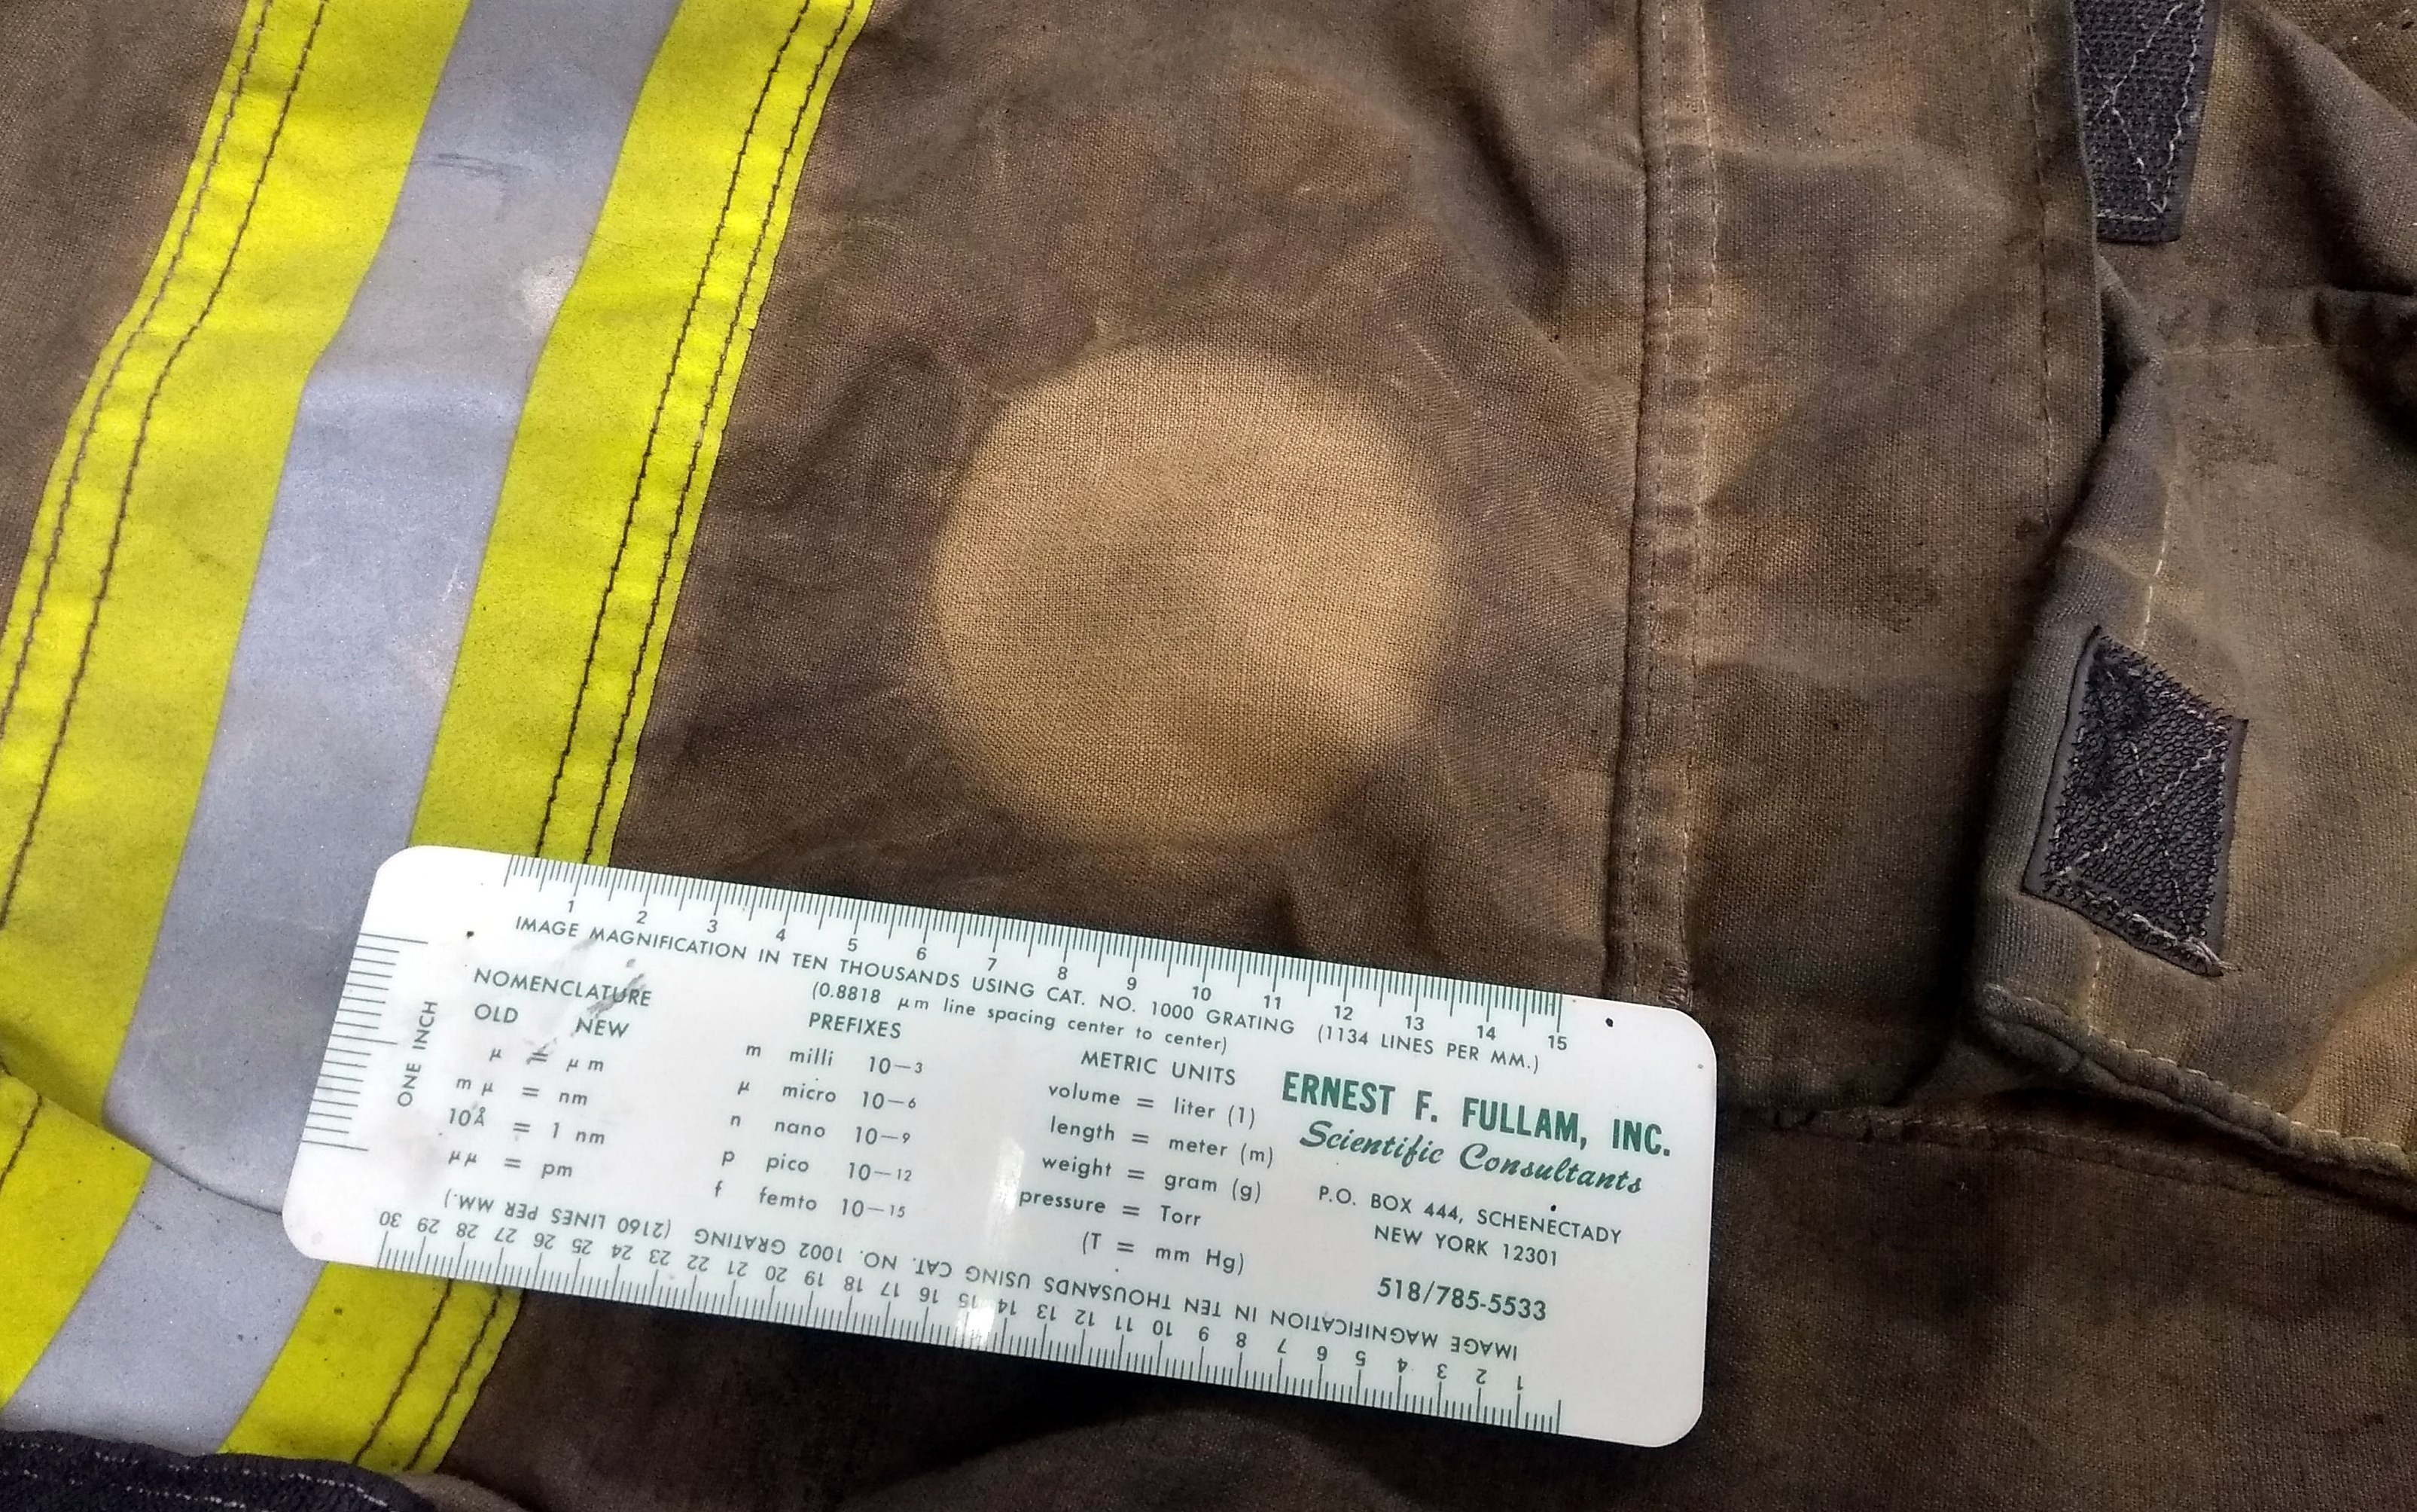 1 2 3 4 5 6 7 8 9 10 11 12 13 14 15
IMAGE MAGNIFICATION IN TEN THOUSANDS USING CAT. NO. 1000 GRATING (1134 LINES PER MM.)
(0.8818 μm line spacing center to center)
ONE INCH
NOMENCLATURE
OLD NEW
μ = μm
mμ = nm
10Å = 1 nm
μμ = pm
PREFIXES
m milli 10−3
μ micro 10−6
n nano 10−9
p pico 10−12
f femto 10−15
METRIC UNITS
volume = liter (l)
length = meter (m)
weight = gram (g)
pressure = Torr
(T = mm Hg)
ERNEST F. FULLAM, INC.
Scientific Consultants
P.O. BOX 444, SCHENECTADY
NEW YORK 12301
518/785-5533
IMAGE MAGNIFICATION IN TEN THOUSANDS USING CAT. NO. 1002 GRATING (2160 LINES PER MM.)
1 2 3 4 5 6 7 8 9 10 11 12 13 14 15 16 17 18 19 20 21 22 23 24 25 26 27 28 29 30